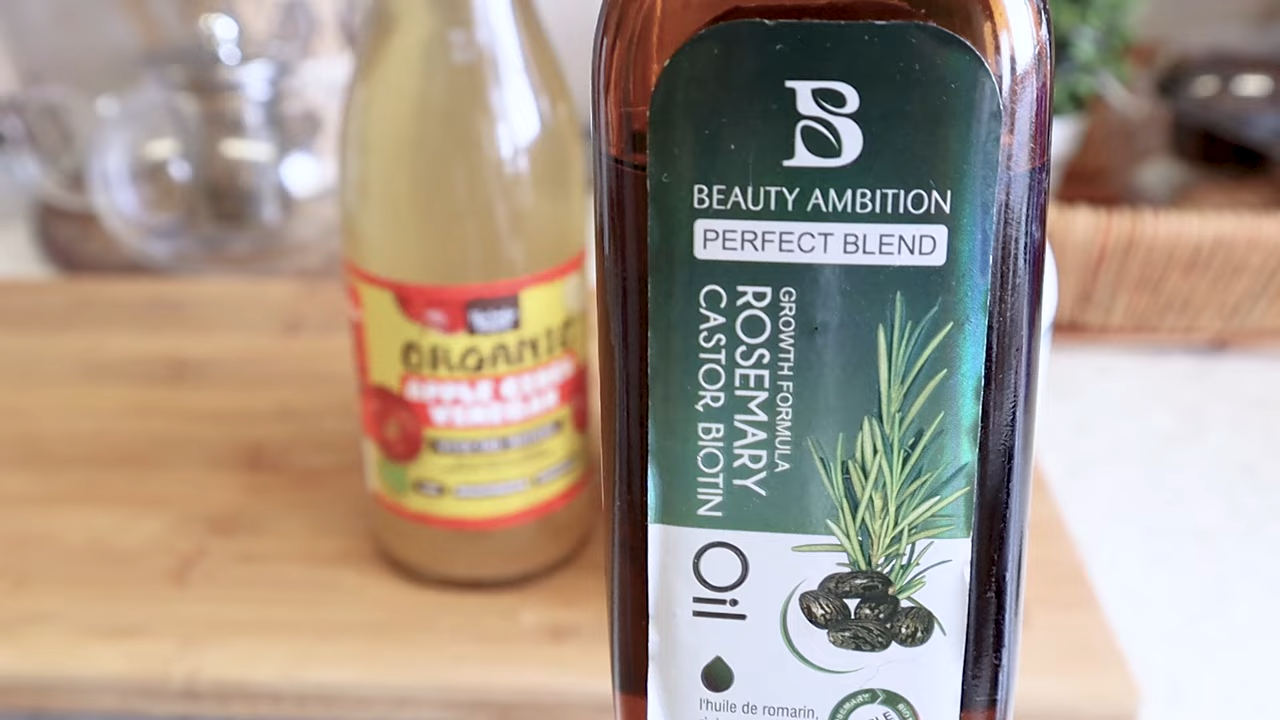 ORGANIC
APPLE CIDER
VINEGAR
BEAUTY AMBITION
PERFECT BLEND
GROWTH FORMULA
ROSEMARY
CASTOR, BIOTIN
Oil
l'huile de romarin,